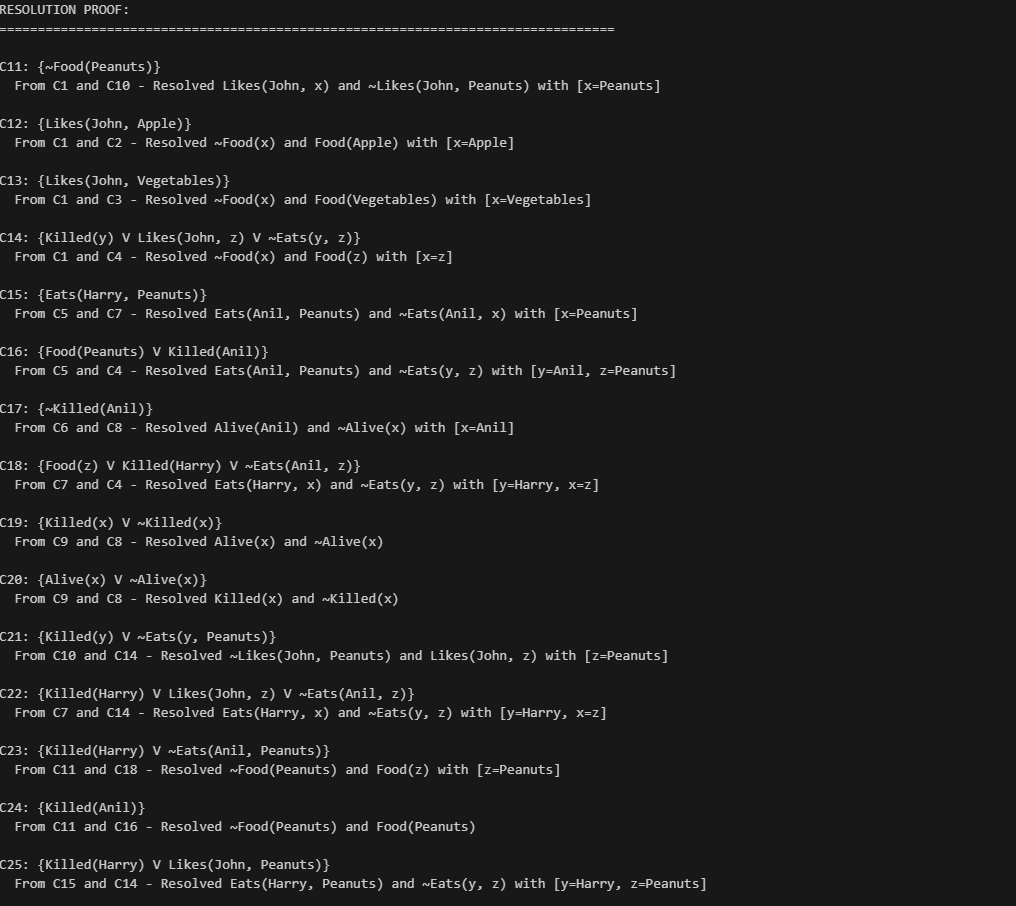 RESOLUTION PROOF:
================================================================================
C11: {~Food(Peanuts)}
From C1 and C10 - Resolved Likes(John, x) and ~Likes(John, Peanuts) with [x=Peanuts]
C12: {Likes(John, Apple)}
From C1 and C2 - Resolved ~Food(x) and Food(Apple) with [x=Apple]
C13: {Likes(John, Vegetables)}
From C1 and C3 - Resolved ~Food(x) and Food(Vegetables) with [x=Vegetables]
C14: {Killed(y) V Likes(John, z) V ~Eats(y, z)}
From C1 and C4 - Resolved ~Food(x) and Food(z) with [x=z]
C15: {Eats(Harry, Peanuts)}
From C5 and C7 - Resolved Eats(Anil, Peanuts) and ~Eats(Anil, x) with [x=Peanuts]
C16: {Food(Peanuts) V Killed(Anil)}
From C5 and C4 - Resolved Eats(Anil, Peanuts) and ~Eats(y, z) with [y=Anil, z=Peanuts]
C17: {~Killed(Anil)}
From C6 and C8 - Resolved Alive(Anil) and ~Alive(x) with [x=Anil]
C18: {Food(z) V Killed(Harry) V ~Eats(Anil, z)}
From C7 and C4 - Resolved Eats(Harry, x) and ~Eats(y, z) with [y=Harry, x=z]
C19: {Killed(x) V ~Killed(x)}
From C9 and C8 - Resolved Alive(x) and ~Alive(x)
C20: {Alive(x) V ~Alive(x)}
From C9 and C8 - Resolved Killed(x) and ~Killed(x)
C21: {Killed(y) V ~Eats(y, Peanuts)}
From C10 and C14 - Resolved ~Likes(John, Peanuts) and Likes(John, z) with [z=Peanuts]
C22: {Killed(Harry) V Likes(John, z) V ~Eats(Anil, z)}
From C7 and C14 - Resolved Eats(Harry, x) and ~Eats(y, z) with [y=Harry, x=z]
C23: {Killed(Harry) V ~Eats(Anil, Peanuts)}
From C11 and C18 - Resolved ~Food(Peanuts) and Food(z) with [z=Peanuts]
C24: {Killed(Anil)}
From C11 and C16 - Resolved ~Food(Peanuts) and Food(Peanuts)
C25: {Killed(Harry) V Likes(John, Peanuts)}
From C15 and C14 - Resolved Eats(Harry, Peanuts) and ~Eats(y, z) with [y=Harry, z=Peanuts]